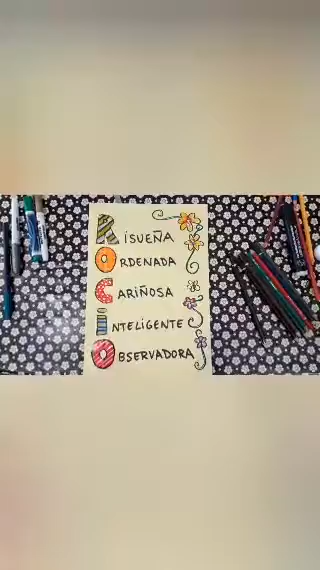 RISUEÑA
ORDENADA
CARIÑOSA
iNTELiGENTE
OBSERVADORA